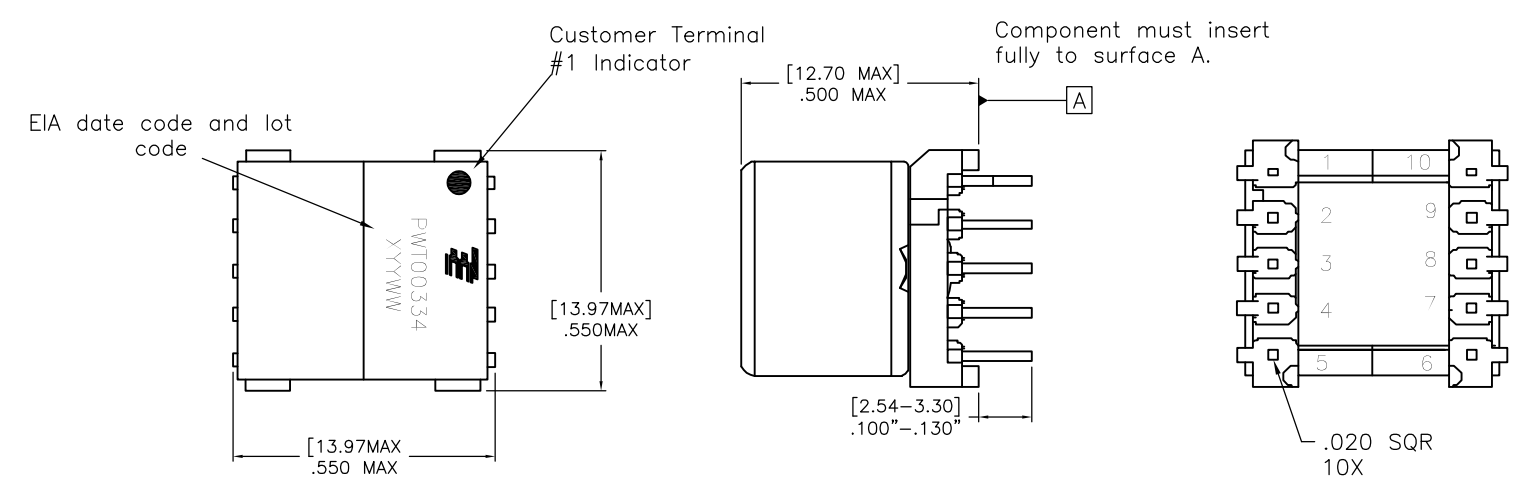 Customer Terminal
#1 Indicator
EIA date code and lot
code
PWT00334
XYYWW
[13.97MAX]
.550MAX
[13.97MAX
.550 MAX
Component must insert
fully to surface A.
[12.70 MAX]
.500 MAX
A
[2.54-3.30]
.100"-.130"
1 10
2 9
3 8
4 7
5 6
.020 SQR
10X